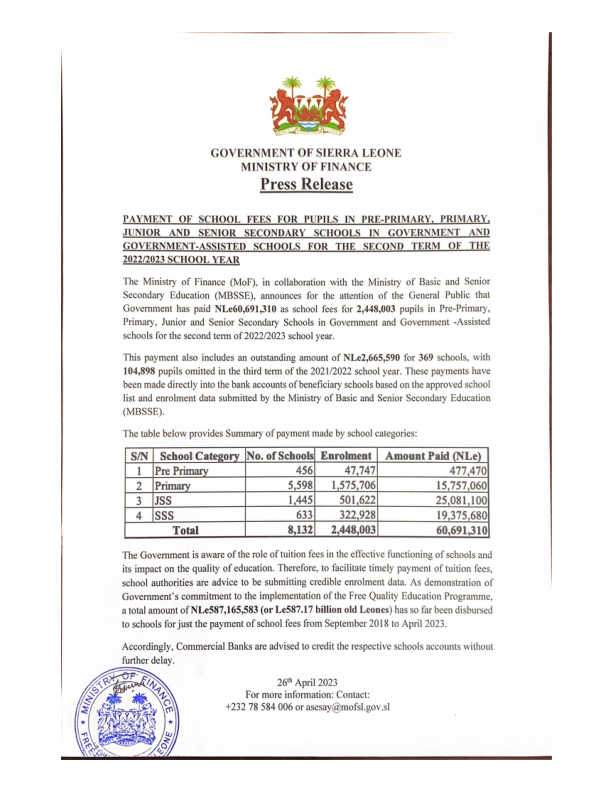 GOVERNMENT OF SIERRA LEONE
MINISTRY OF FINANCE
Press Release
PAYMENT OF SCHOOL FEES FOR PUPILS IN PRE-PRIMARY, PRIMARY,
JUNIOR AND SENIOR SECONDARY SCHOOLS IN GOVERNMENT AND
GOVERNMENT-ASSISTED SCHOOLS FOR THE SECOND TERM OF THE
2022/2023 SCHOOL YEAR
The Ministry of Finance (MoF), in collaboration with the Ministry of Basic and Senior
Secondary Education (MBSSE), announces for the attention of the General Public that
Government has paid NLe60,691,310 as school fees for 2,448,003 pupils in Pre-Primary,
Primary, Junior and Senior Secondary Schools in Government and Government -Assisted
schools for the second term of 2022/2023 school year.
This payment also includes an outstanding amount of NLe2,665,590 for 369 schools, with
104,898 pupils omitted in the third term of the 2021/2022 school year. These payments have
been made directly into the bank accounts of beneficiary schools based on the approved school
list and enrolment data submitted by the Ministry of Basic and Senior Secondary Education
(MBSSE).
The table below provides Summary of payment made by school categories:
S/N School Category No. of Schools Enrolment Amount Paid (NLe)
1 Pre Primary 456 47,747 477,470
2 Primary 5,598 1,575,706 15,757,060
3 JSS 1,445 501,622 25,081,100
4 SSS 633 322,928 19,375,680
Total 8,132 2,448,003 60,691,310
The Government is aware of the role of tuition fees in the effective functioning of schools and
its impact on the quality of education. Therefore, to facilitate timely payment of tuition fees,
school authorities are advice to be submitting credible enrolment data. As demonstration of
Government's commitment to the implementation of the Free Quality Education Programme,
a total amount of NLe587,165,583 (or Le587.17 billion old Leones) has so far been disbursed
to schools for just the payment of school fees from September 2018 to April 2023.
Accordingly, Commercial Banks are advised to credit the respective schools accounts without
further delay.
26th April 2023
For more information: Contact:
+232 78 584 006 or asesay@mofsl.gov.sl
MINISTRY OF FINANCE